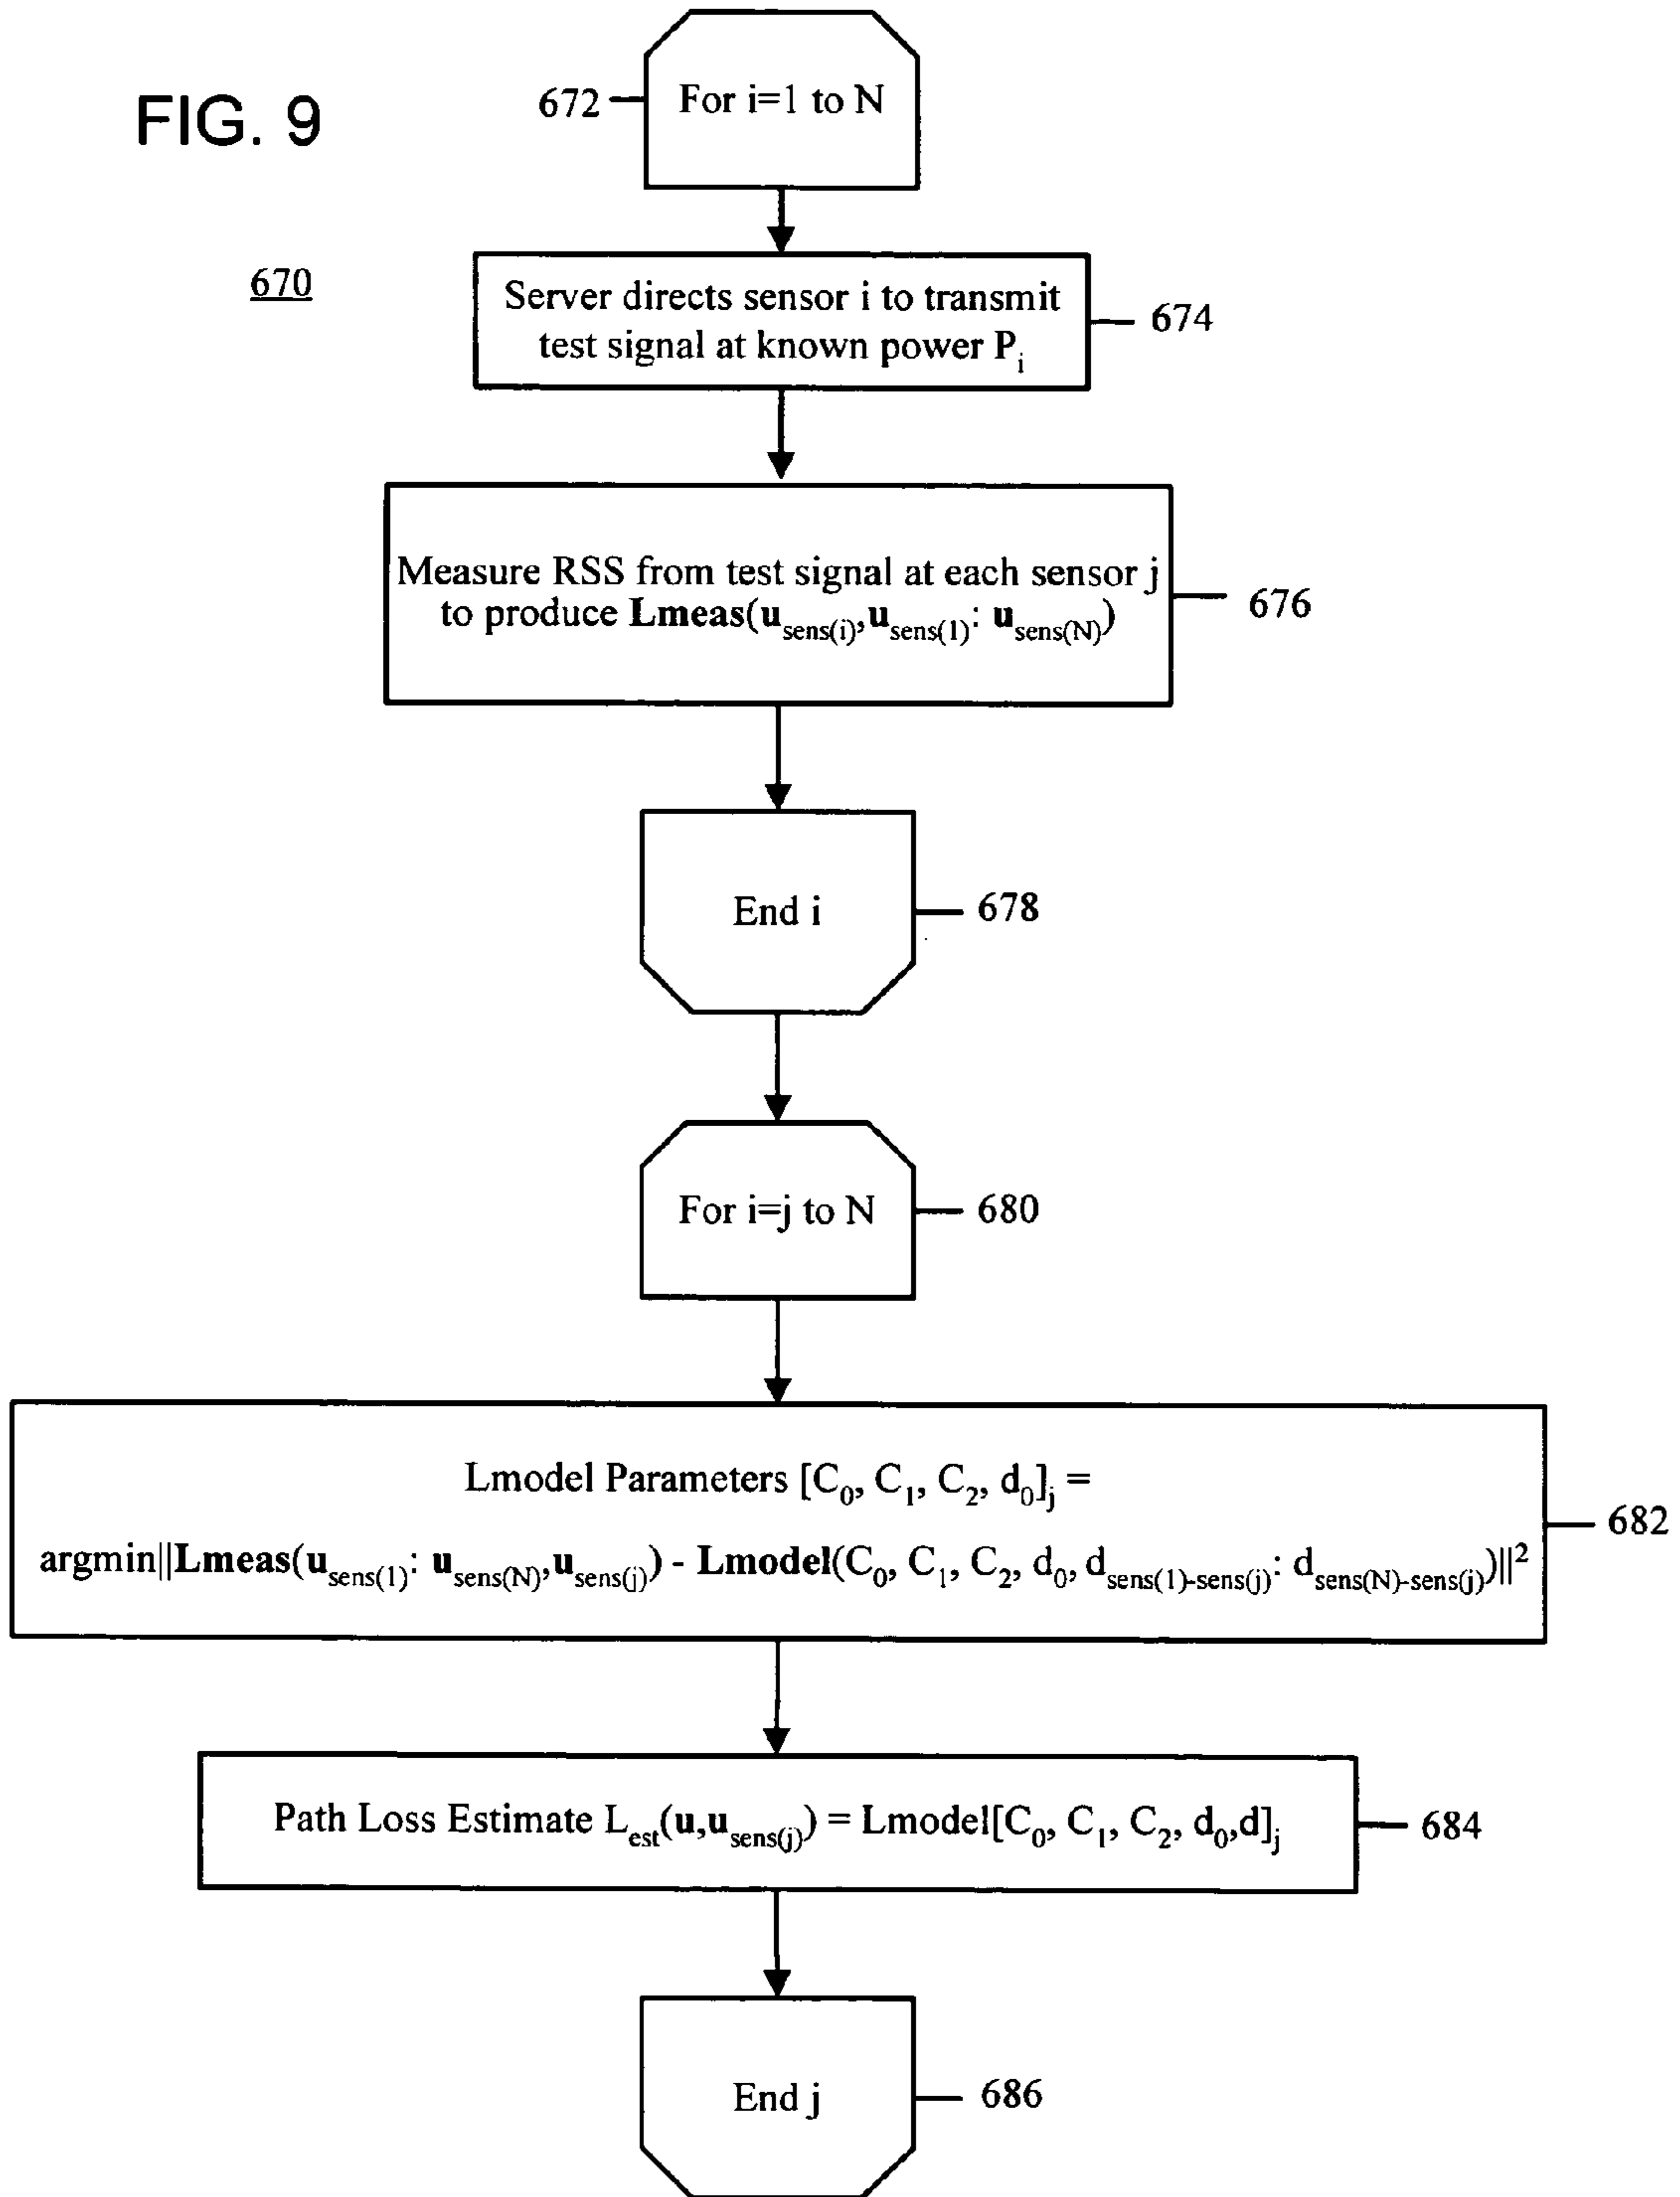 FIG. 9
672
For i=1 to N
670
Server directs sensor i to transmit
test signal at known power P_i
674
Measure RSS from test signal at each sensor j
to produce Lmeas(u_sens(i),u_sens(1): u_sens(N))
676
End i
678
For i=j to N
680
Lmodel Parameters [C_0, C_1, C_2, d_0]_j =
argmin||Lmeas(u_sens(1): u_sens(N),u_sens(j)) - Lmodel(C_0, C_1, C_2, d_0, d_sens(1)-sens(j): d_sens(N)-sens(j))||^2
682
Path Loss Estimate L_est(u,u_sens(j)) = Lmodel[C_0, C_1, C_2, d_0,d]_j
684
End j
686